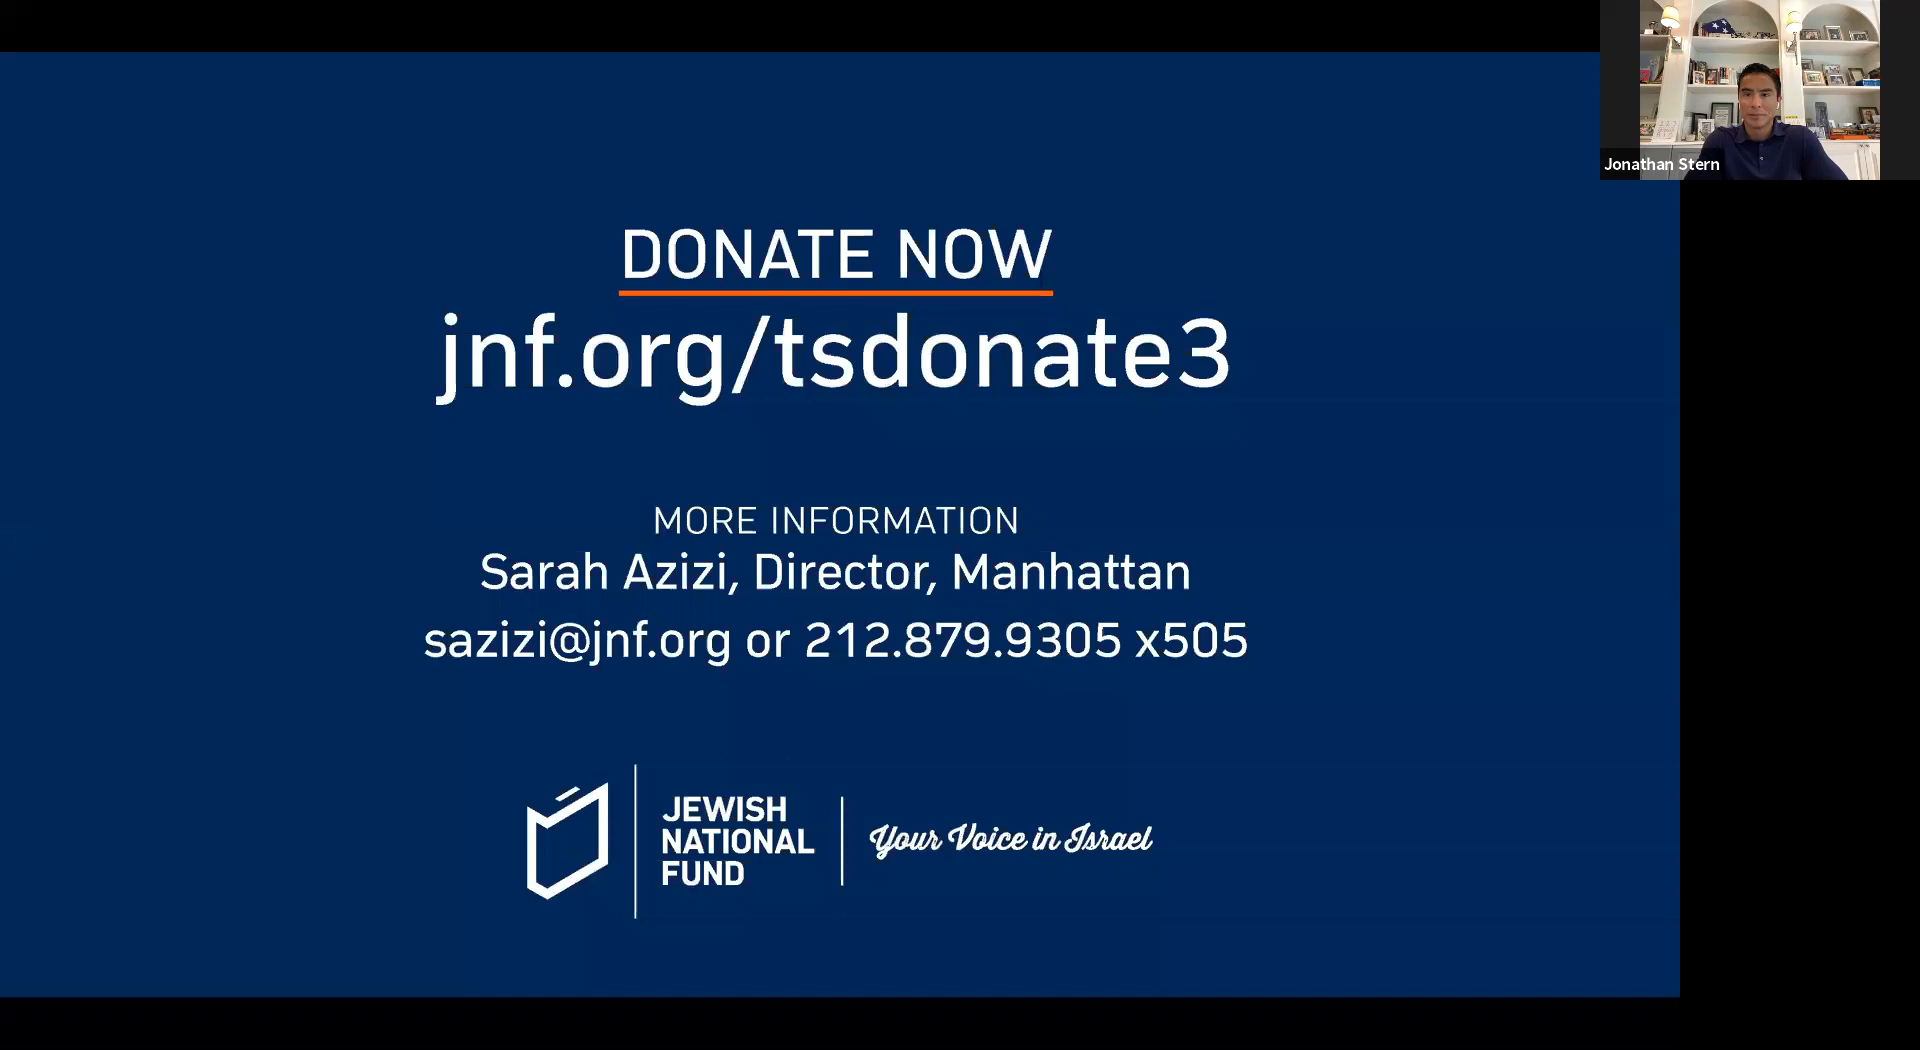 Jonathan Stern
DONATE NOW
jnf.org/tsdonate3
MORE INFORMATION
Sarah Azizi, Director, Manhattan
sazizi@jnf.org or 212.879.9305 x505
JEWISH
NATIONAL
FUND
Your Voice in Israel